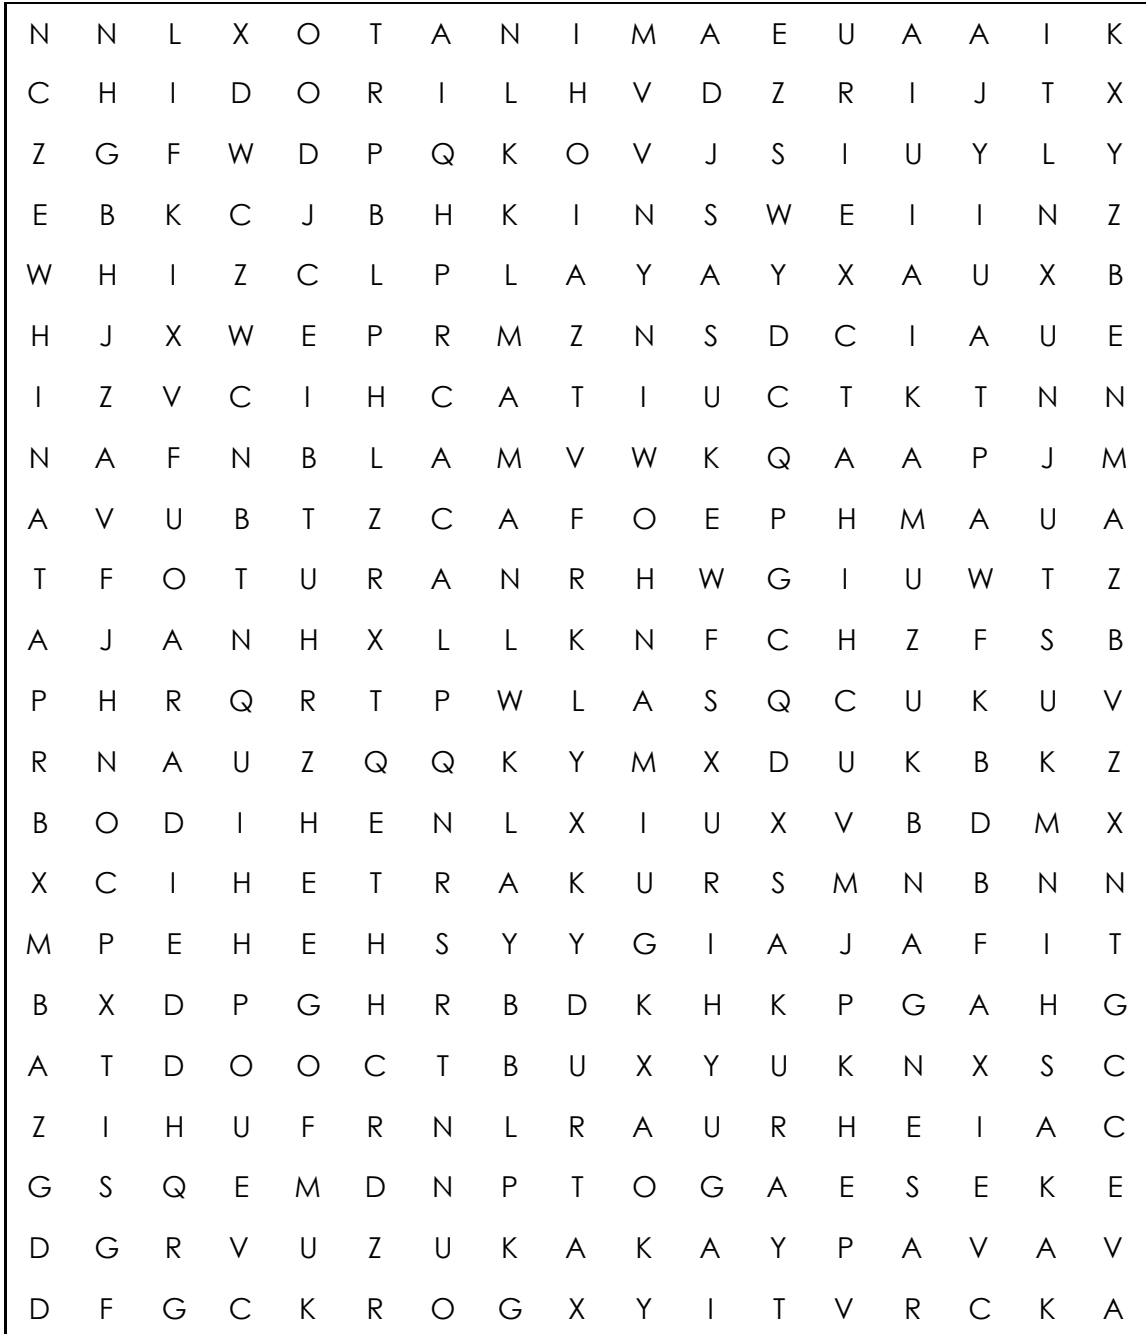 N N L X O T A N I M A E U A A I K
C H I D O R I L H V D Z R I J T X
Z G F W D P Q K O V J S I U Y L Y
E B K C J B H K I N S W E I I N Z
W H I Z C L P L A Y A Y X A U X B
H J X W E P R M Z N S D C I A U E
I Z V C I H C A T I U C T K T N N
N A F N B L A M V W K Q A A P J M
A V U B T Z C A F O E P H M A U A
T F O T U R A N R H W G I U W T Z
A J A N H X L L K N F C H Z F S B
P H R Q R T P W L A S Q C U K U V
R N A U Z Q Q K Y M X D U K B K Z
B O D I H E N L X I U X V B D M X
X C I H E T R A K U R S M N B N N
M P E H E H S Y Y G I A J A F I T
B X D P G H R B D K H K P G A H G
A T D O O C T B U X Y U K N X S C
Z I H U F R N L R A U R H E I A C
G S Q E M D N P T O G A E S E K E
D G R V U Z U K A K A Y P A V A V
D F G C K R O G X Y I T V R C K A